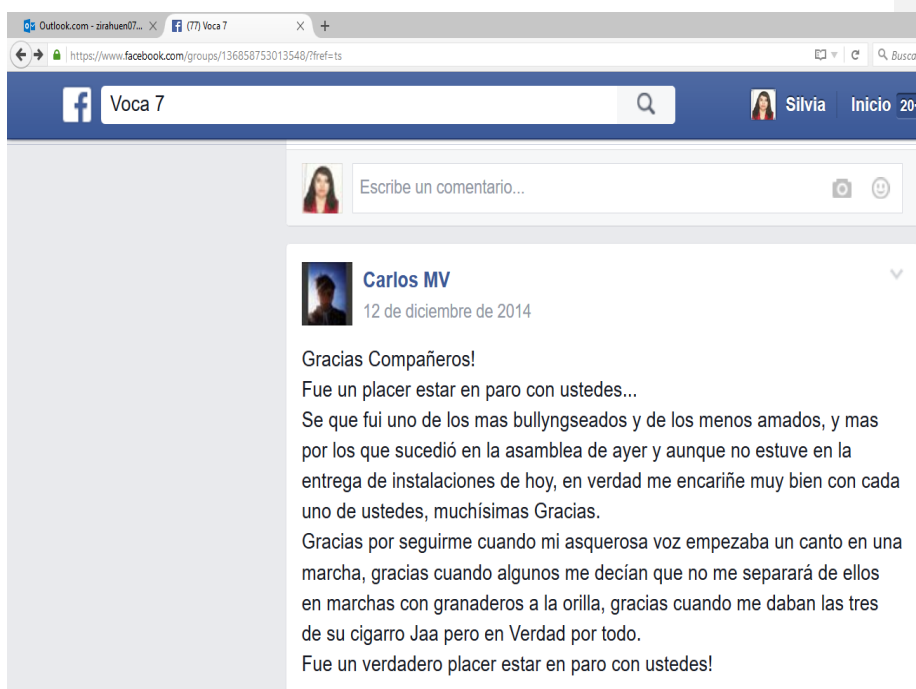 Outlook.com - zirahuen07...
(77) Voca 7
https://www.facebook.com/groups/136858753013548/?fref=ts
Busca
Voca 7
Silvia Inicio 20+
Escribe un comentario...
Carlos MV
12 de diciembre de 2014
Gracias Compañeros!
Fue un placer estar en paro con ustedes...
Se que fui uno de los mas bullyngseados y de los menos amados, y mas
por los que sucedió en la asamblea de ayer y aunque no estuve en la
entrega de instalaciones de hoy, en verdad me encariñe muy bien con cada
uno de ustedes, muchísimas Gracias.
Gracias por seguirme cuando mi asquerosa voz empezaba un canto en una
marcha, gracias cuando algunos me decían que no me separará de ellos
en marchas con granaderos a la orilla, gracias cuando me daban las tres
de su cigarro Jaa pero en Verdad por todo.
Fue un verdadero placer estar en paro con ustedes!